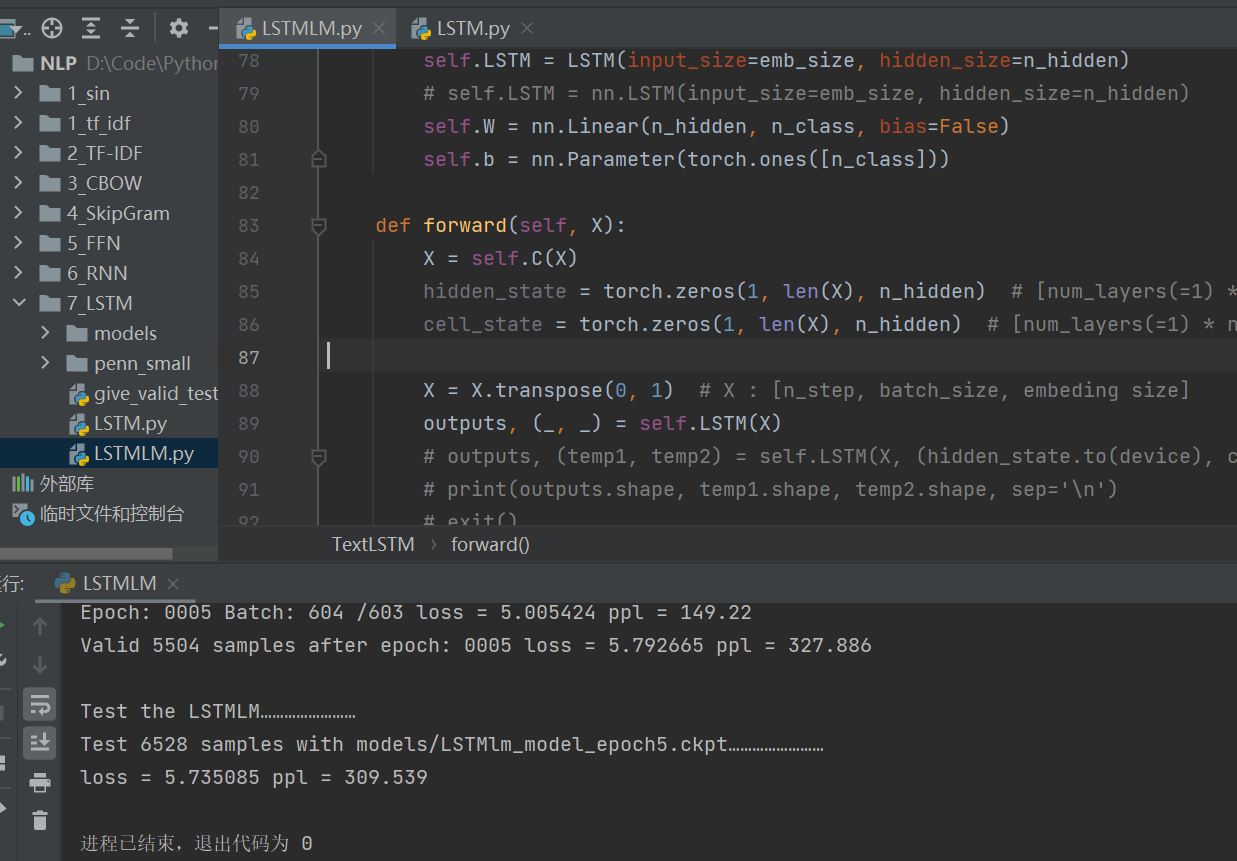 LSTMLM.py
LSTM.py
NLP D:\Code\Python
1_sin
1_tf_idf
2_TF-IDF
3_CBOW
4_SkipGram
5_FFN
6_RNN
7_LSTM
models
penn_small
give_valid_test
LSTM.py
LSTMLM.py
外部库
临时文件和控制台
78 self.LSTM = LSTM(input_size=emb_size, hidden_size=n_hidden)
79 # self.LSTM = nn.LSTM(input_size=emb_size, hidden_size=n_hidden)
80 self.W = nn.Linear(n_hidden, n_class, bias=False)
81 self.b = nn.Parameter(torch.ones([n_class]))
82
83 def forward(self, X):
84 X = self.C(X)
85 hidden_state = torch.zeros(1, len(X), n_hidden) # [num_layers(=1) *
86 cell_state = torch.zeros(1, len(X), n_hidden) # [num_layers(=1) * n
87
88 X = X.transpose(0, 1) # X : [n_step, batch_size, embeding size]
89 outputs, (_, _) = self.LSTM(X)
90 # outputs, (temp1, temp2) = self.LSTM(X, (hidden_state.to(device), c
91 # print(outputs.shape, temp1.shape, temp2.shape, sep='\n')
92 # exit()
TextLSTM › forward()
行: LSTMLM
Epoch: 0005 Batch: 604 /603 loss = 5.005424 ppl = 149.22
Valid 5504 samples after epoch: 0005 loss = 5.792665 ppl = 327.886
Test the LSTMLM……………………
Test 6528 samples with models/LSTMlm_model_epoch5.ckpt……………………
loss = 5.735085 ppl = 309.539
进程已结束，退出代码为 0